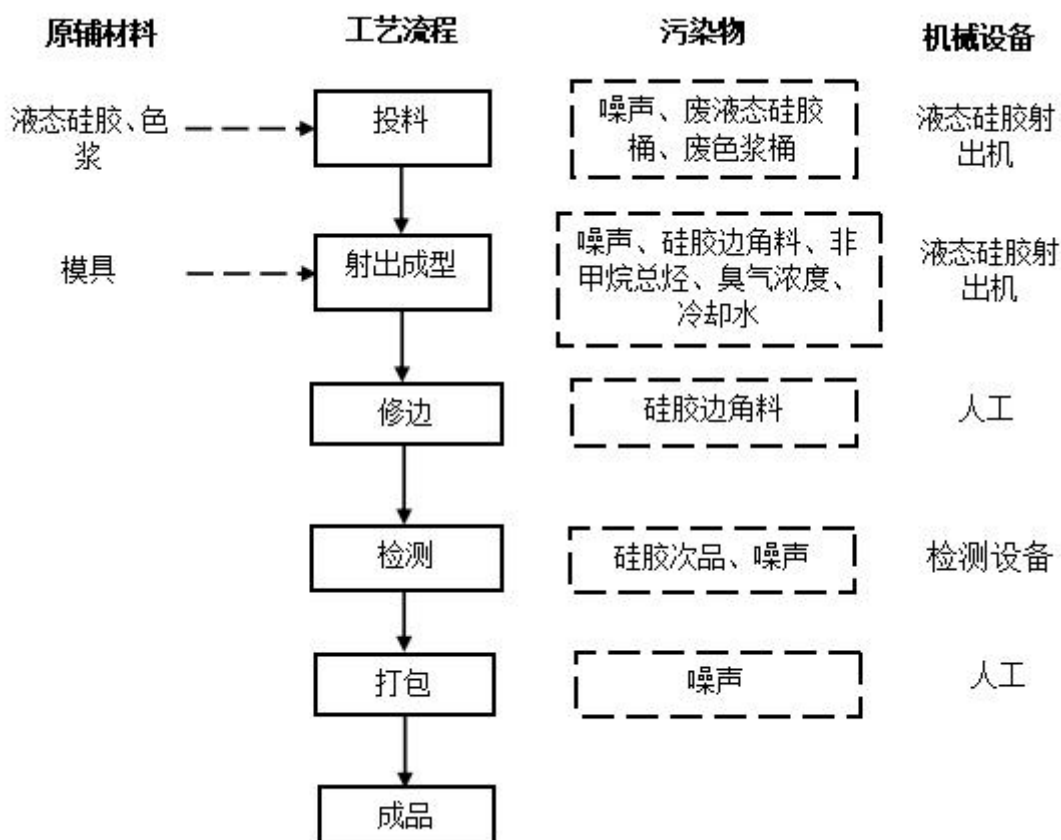 原辅材料 工艺流程 污染物 机械设备
液态硅胶、色
浆
投料
噪声、废液态硅胶
桶、废色浆桶
液态硅胶射
出机
模具
射出成型
噪声、硅胶边角料、非
甲烷总烃、臭气浓度、
冷却水
液态硅胶射
出机
修边
硅胶边角料
人工
检测
硅胶次品、噪声
检测设备
打包
噪声
人工
成品